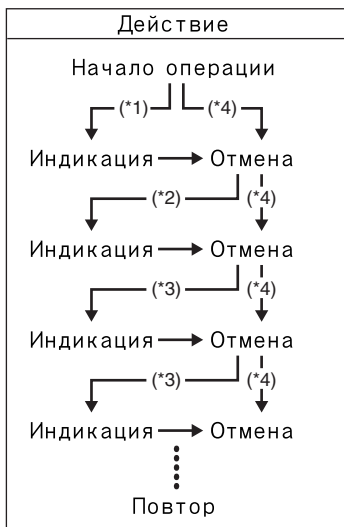 Действие
Начало операции
(*1) (*4)
Индикация Отмена
(*2) (*4)
Индикация Отмена
(*3) (*4)
Индикация Отмена
(*3) (*4)
Индикация Отмена
Повтор